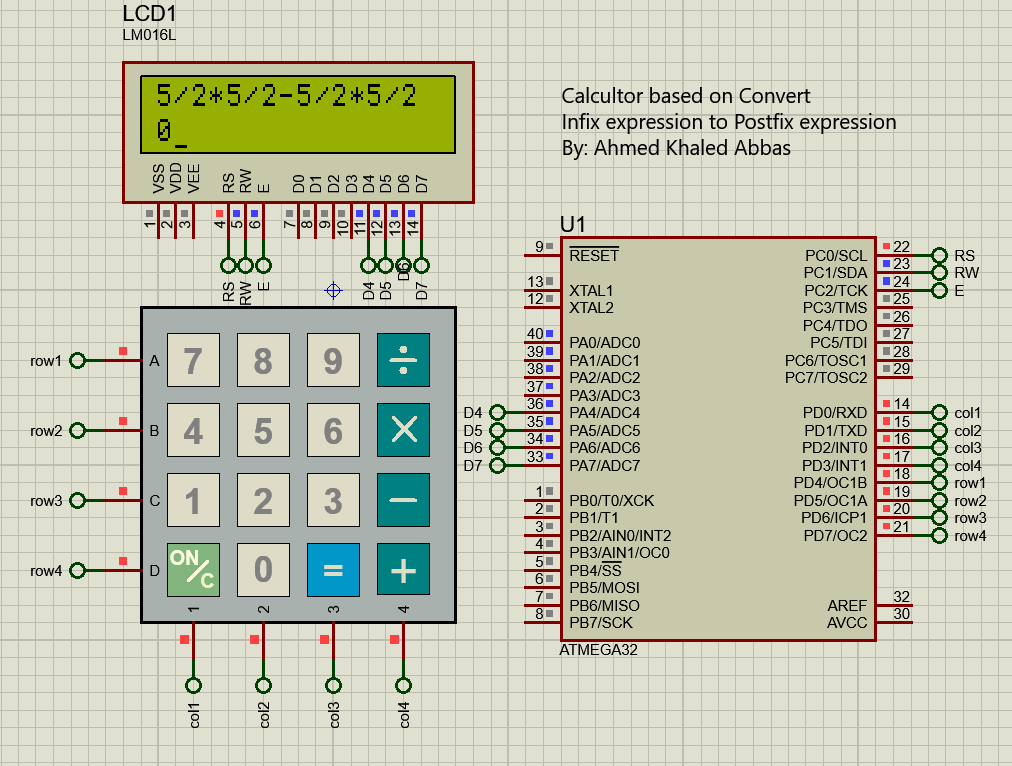 LCD1
LM016L
5/2*5/2-5/2*5/2
0_
VSS VDD VEE RS RW E D0 D1 D2 D3 D4 D5 D6 D7
1 2 3 4 5 6 7 8 9 10 11 12 13 14
RS RW E D4 D5 D6 D7
Calcultor based on Convert
Infix expression to Postfix expression
By: Ahmed Khaled Abbas
row1 A 7 8 9 ÷
row2 B 4 5 6 ×
row3 C 1 2 3 −
row4 D ON/C 0 = +
1 2 3 4
col1 col2 col3 col4
U1
9 RESET
13 XTAL1
12 XTAL2
40 PA0/ADC0
39 PA1/ADC1
38 PA2/ADC2
37 PA3/ADC3
D4 36 PA4/ADC4
D5 35 PA5/ADC5
D6 34 PA6/ADC6
D7 33 PA7/ADC7
1 PB0/T0/XCK
2 PB1/T1
3 PB2/AIN0/INT2
4 PB3/AIN1/OC0
5 PB4/SS
6 PB5/MOSI
7 PB6/MISO
8 PB7/SCK
PC0/SCL 22 RS
PC1/SDA 23 RW
PC2/TCK 24 E
PC3/TMS 25
PC4/TDO 26
PC5/TDI 27
PC6/TOSC1 28
PC7/TOSC2 29
PD0/RXD 14 col1
PD1/TXD 15 col2
PD2/INT0 16 col3
PD3/INT1 17 col4
PD4/OC1B 18 row1
PD5/OC1A 19 row2
PD6/ICP1 20 row3
PD7/OC2 21 row4
AREF 32
AVCC 30
ATMEGA32